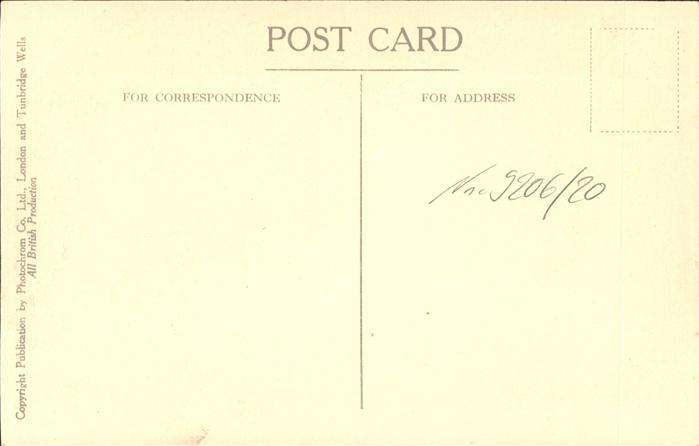 POST CARD
FOR CORRESPONDENCE
FOR ADDRESS
9206/20
Copyright Publication by Photochrom Co. Ltd., London and Tunbridge Wells
All British Production